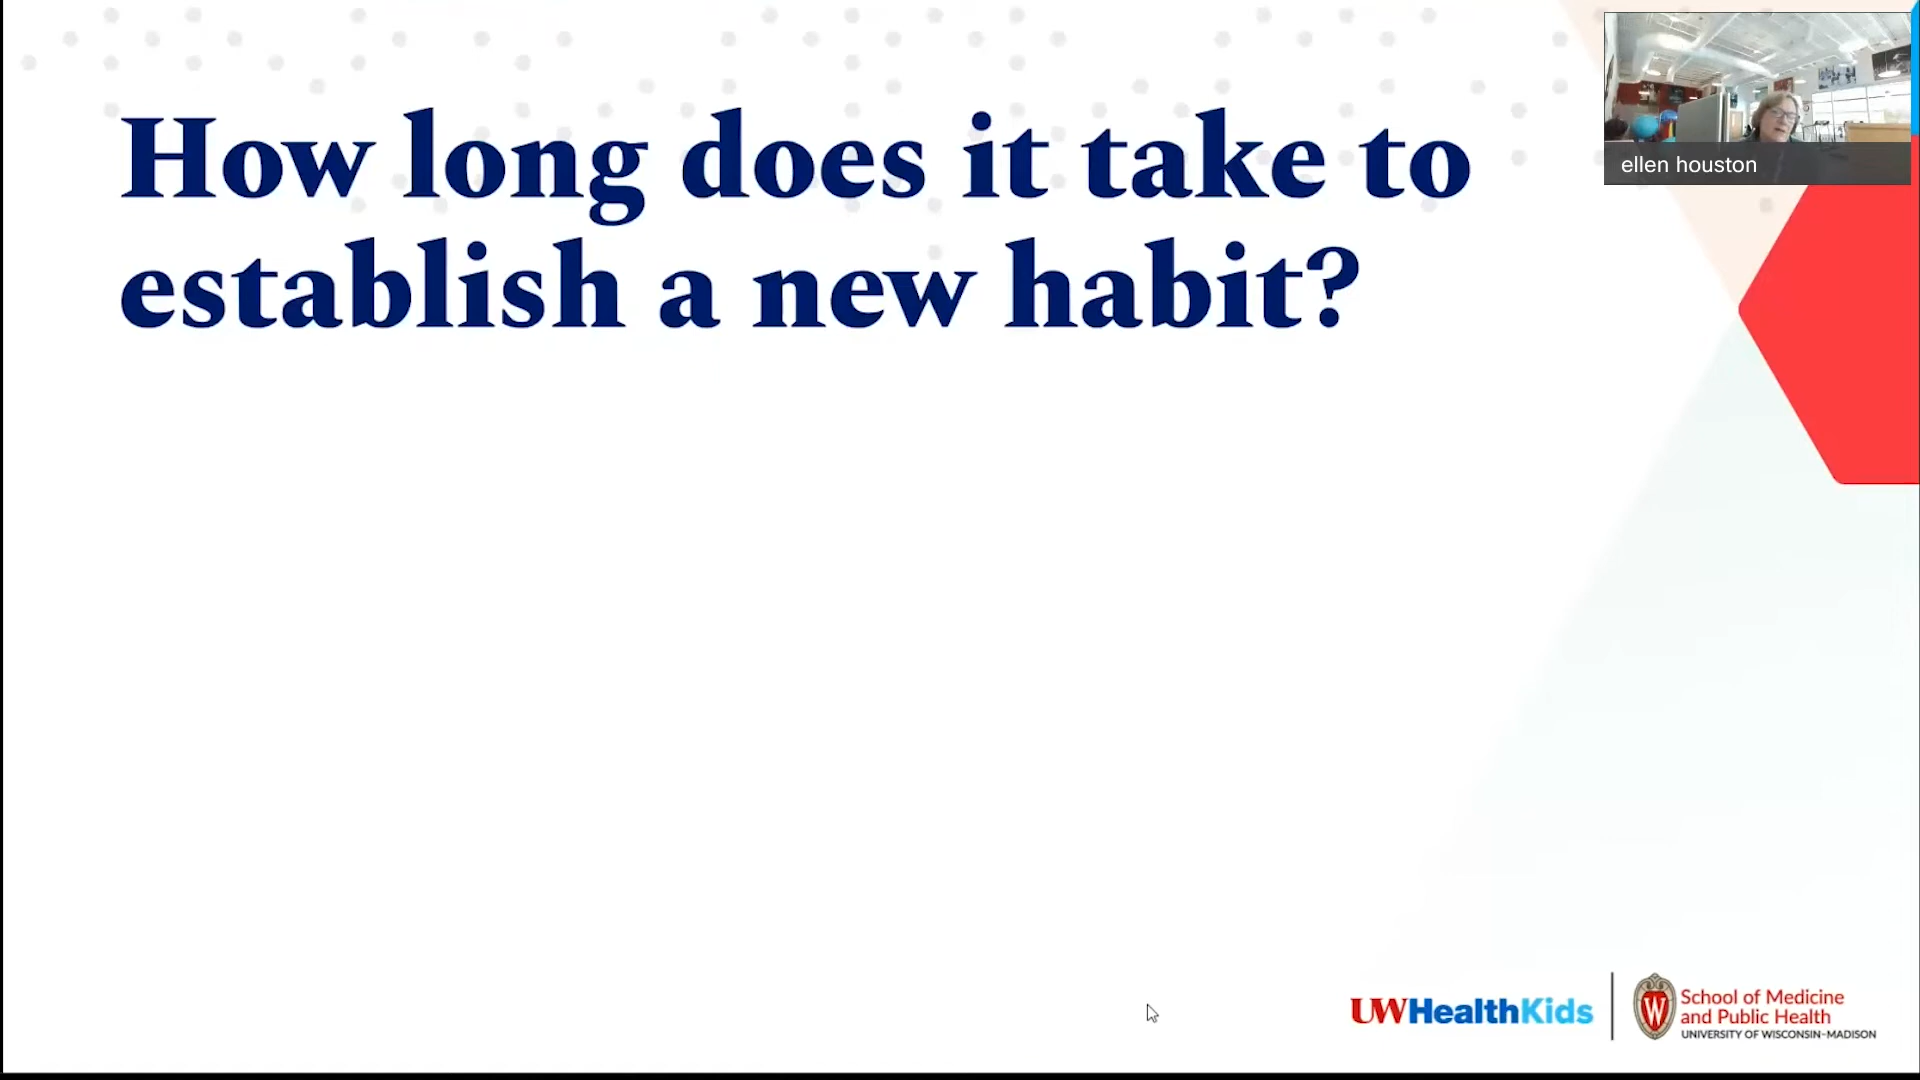 How long does it take to
establish a new habit?
ellen houston
UWHealthKids
W
School of Medicine
and Public Health
UNIVERSITY OF WISCONSIN–MADISON